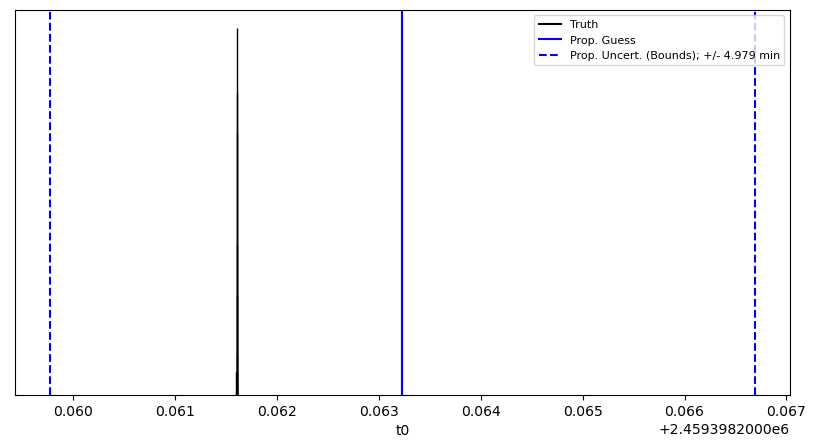 Truth
Prop. Guess
Prop. Uncert. (Bounds); +/- 4.979 min
0.060 0.061 0.062 0.063 0.064 0.065 0.066 0.067
t0 +2.4593982000e6